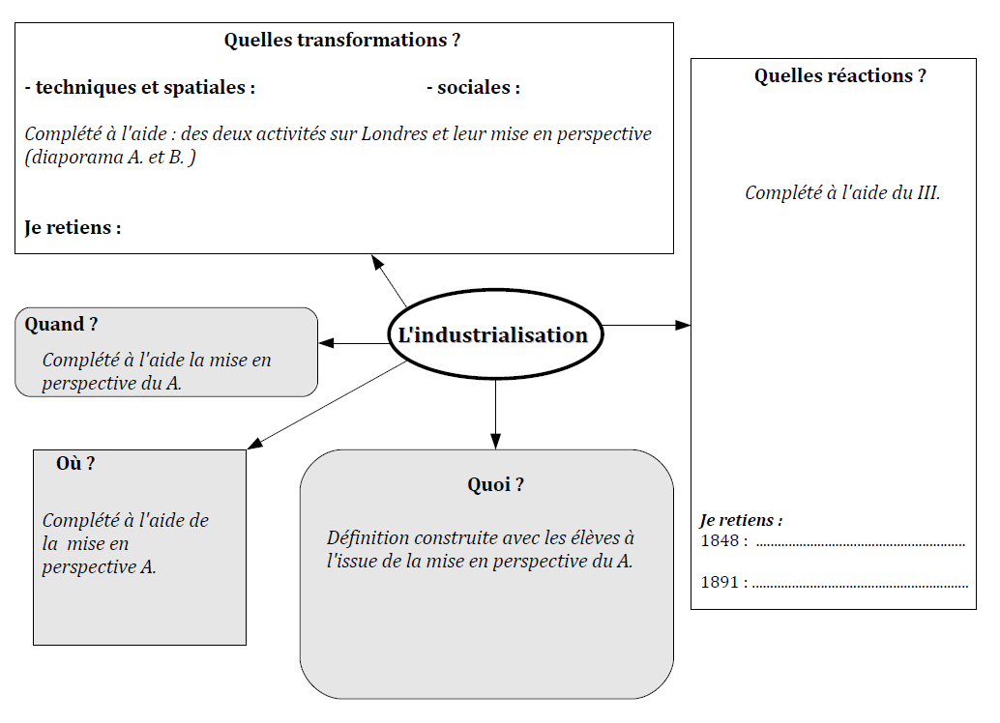 Quelles transformations ?
- techniques et spatiales : - sociales :
Complété à l'aide : des deux activités sur Londres et leur mise en perspective
(diaporama A. et B. )
Je retiens :
Quelles réactions ?
Complété à l'aide du III.
Je retiens :
1848 : ..........................................................
1891 : ............................................................
L'industrialisation
Quand ?
Complété à l'aide la mise en
perspective du A.
Où ?
Complété à l'aide de
la mise en
perspective A.
Quoi ?
Définition construite avec les élèves à
l'issue de la mise en perspective du A.